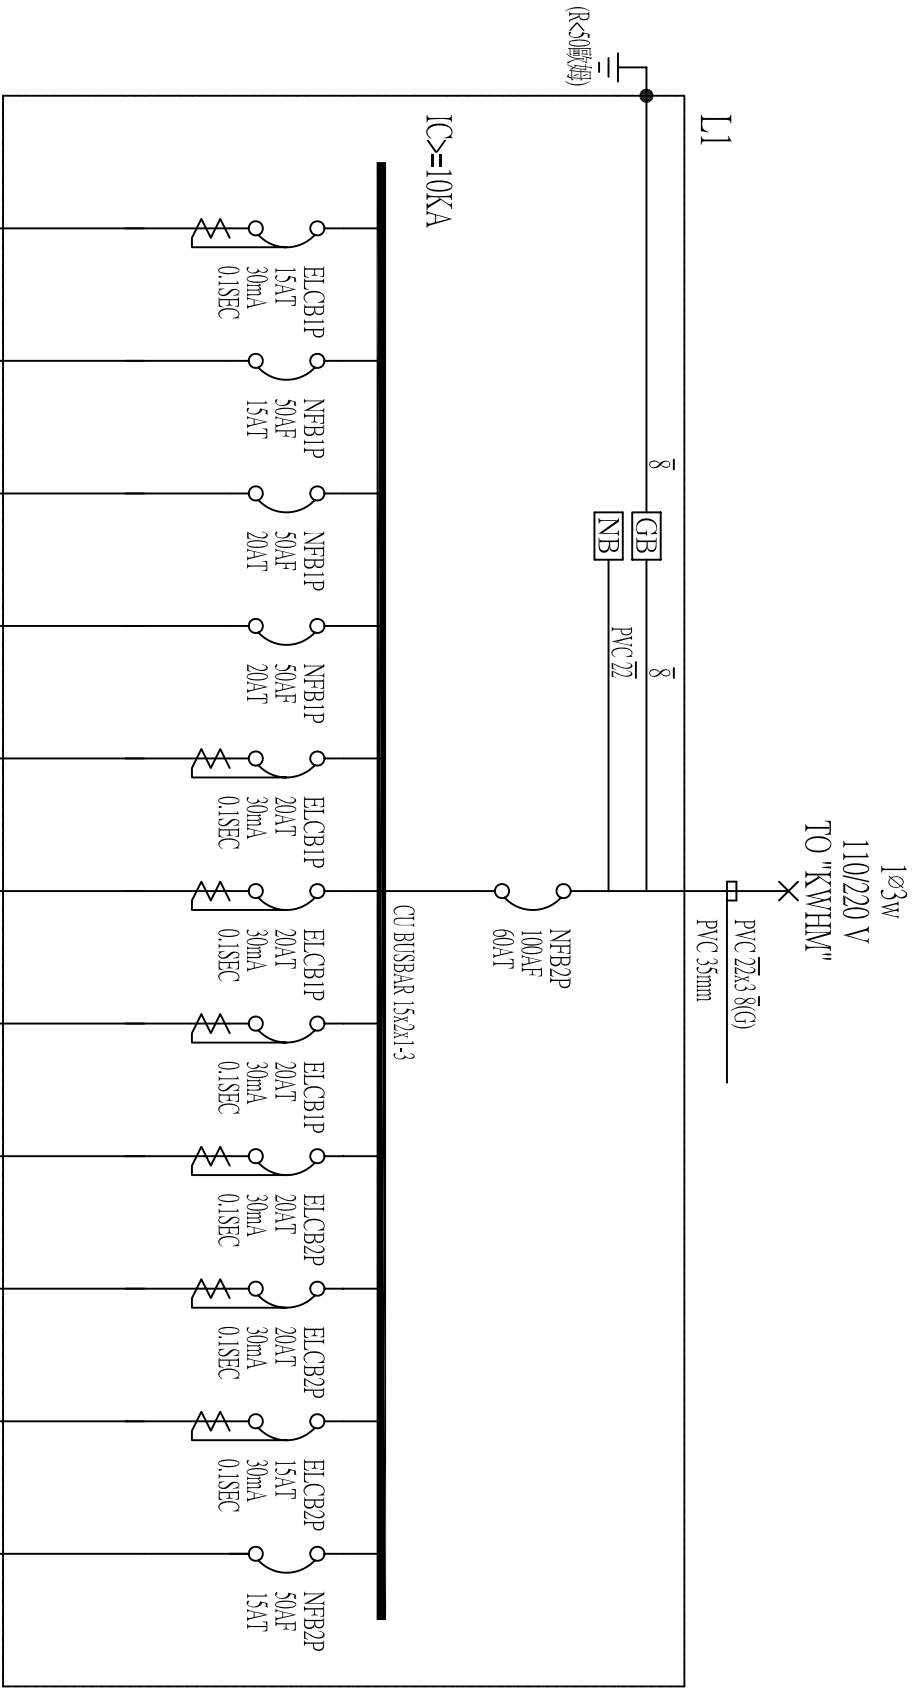 1ø3w
110/220 V
TO "KWHM"
PVC 22x3 8(G)
PVC 35mm
L1
(R<50歐姆)
8
GB
8
NB
PVC 22
NFB2P
100AF
60AT
IC>=10KA
CU BUSBAR 15x2x1-3
ELCB1P
15AT
30mA
0.1SEC
NFB1P
50AF
15AT
NFB1P
50AF
20AT
NFB1P
50AF
20AT
ELCB1P
20AT
30mA
0.1SEC
ELCB1P
20AT
30mA
0.1SEC
ELCB1P
20AT
30mA
0.1SEC
ELCB2P
20AT
30mA
0.1SEC
ELCB2P
20AT
30mA
0.1SEC
ELCB2P
15AT
30mA
0.1SEC
NFB2P
50AF
15AT